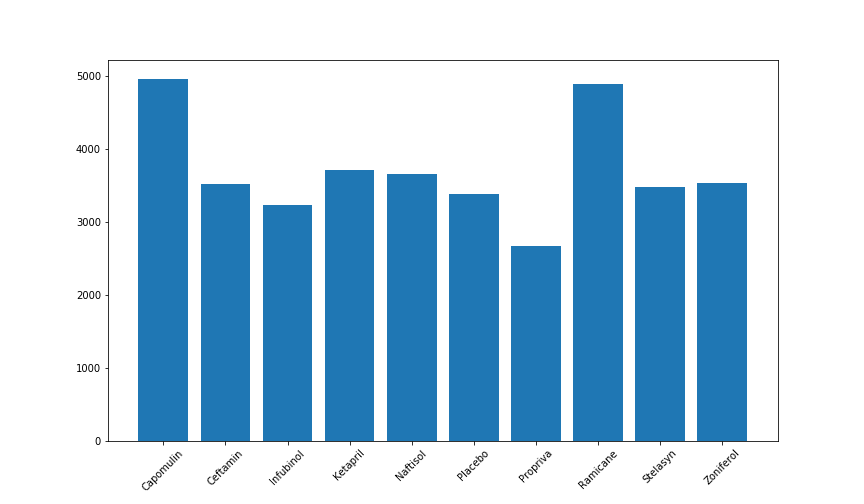 5000
4000
3000
2000
1000
0
Capomulin
Ceftamin
Infubinol
Ketapril
Naftisol
Placebo
Propriva
Ramicane
Stelasyn
Zoniferol